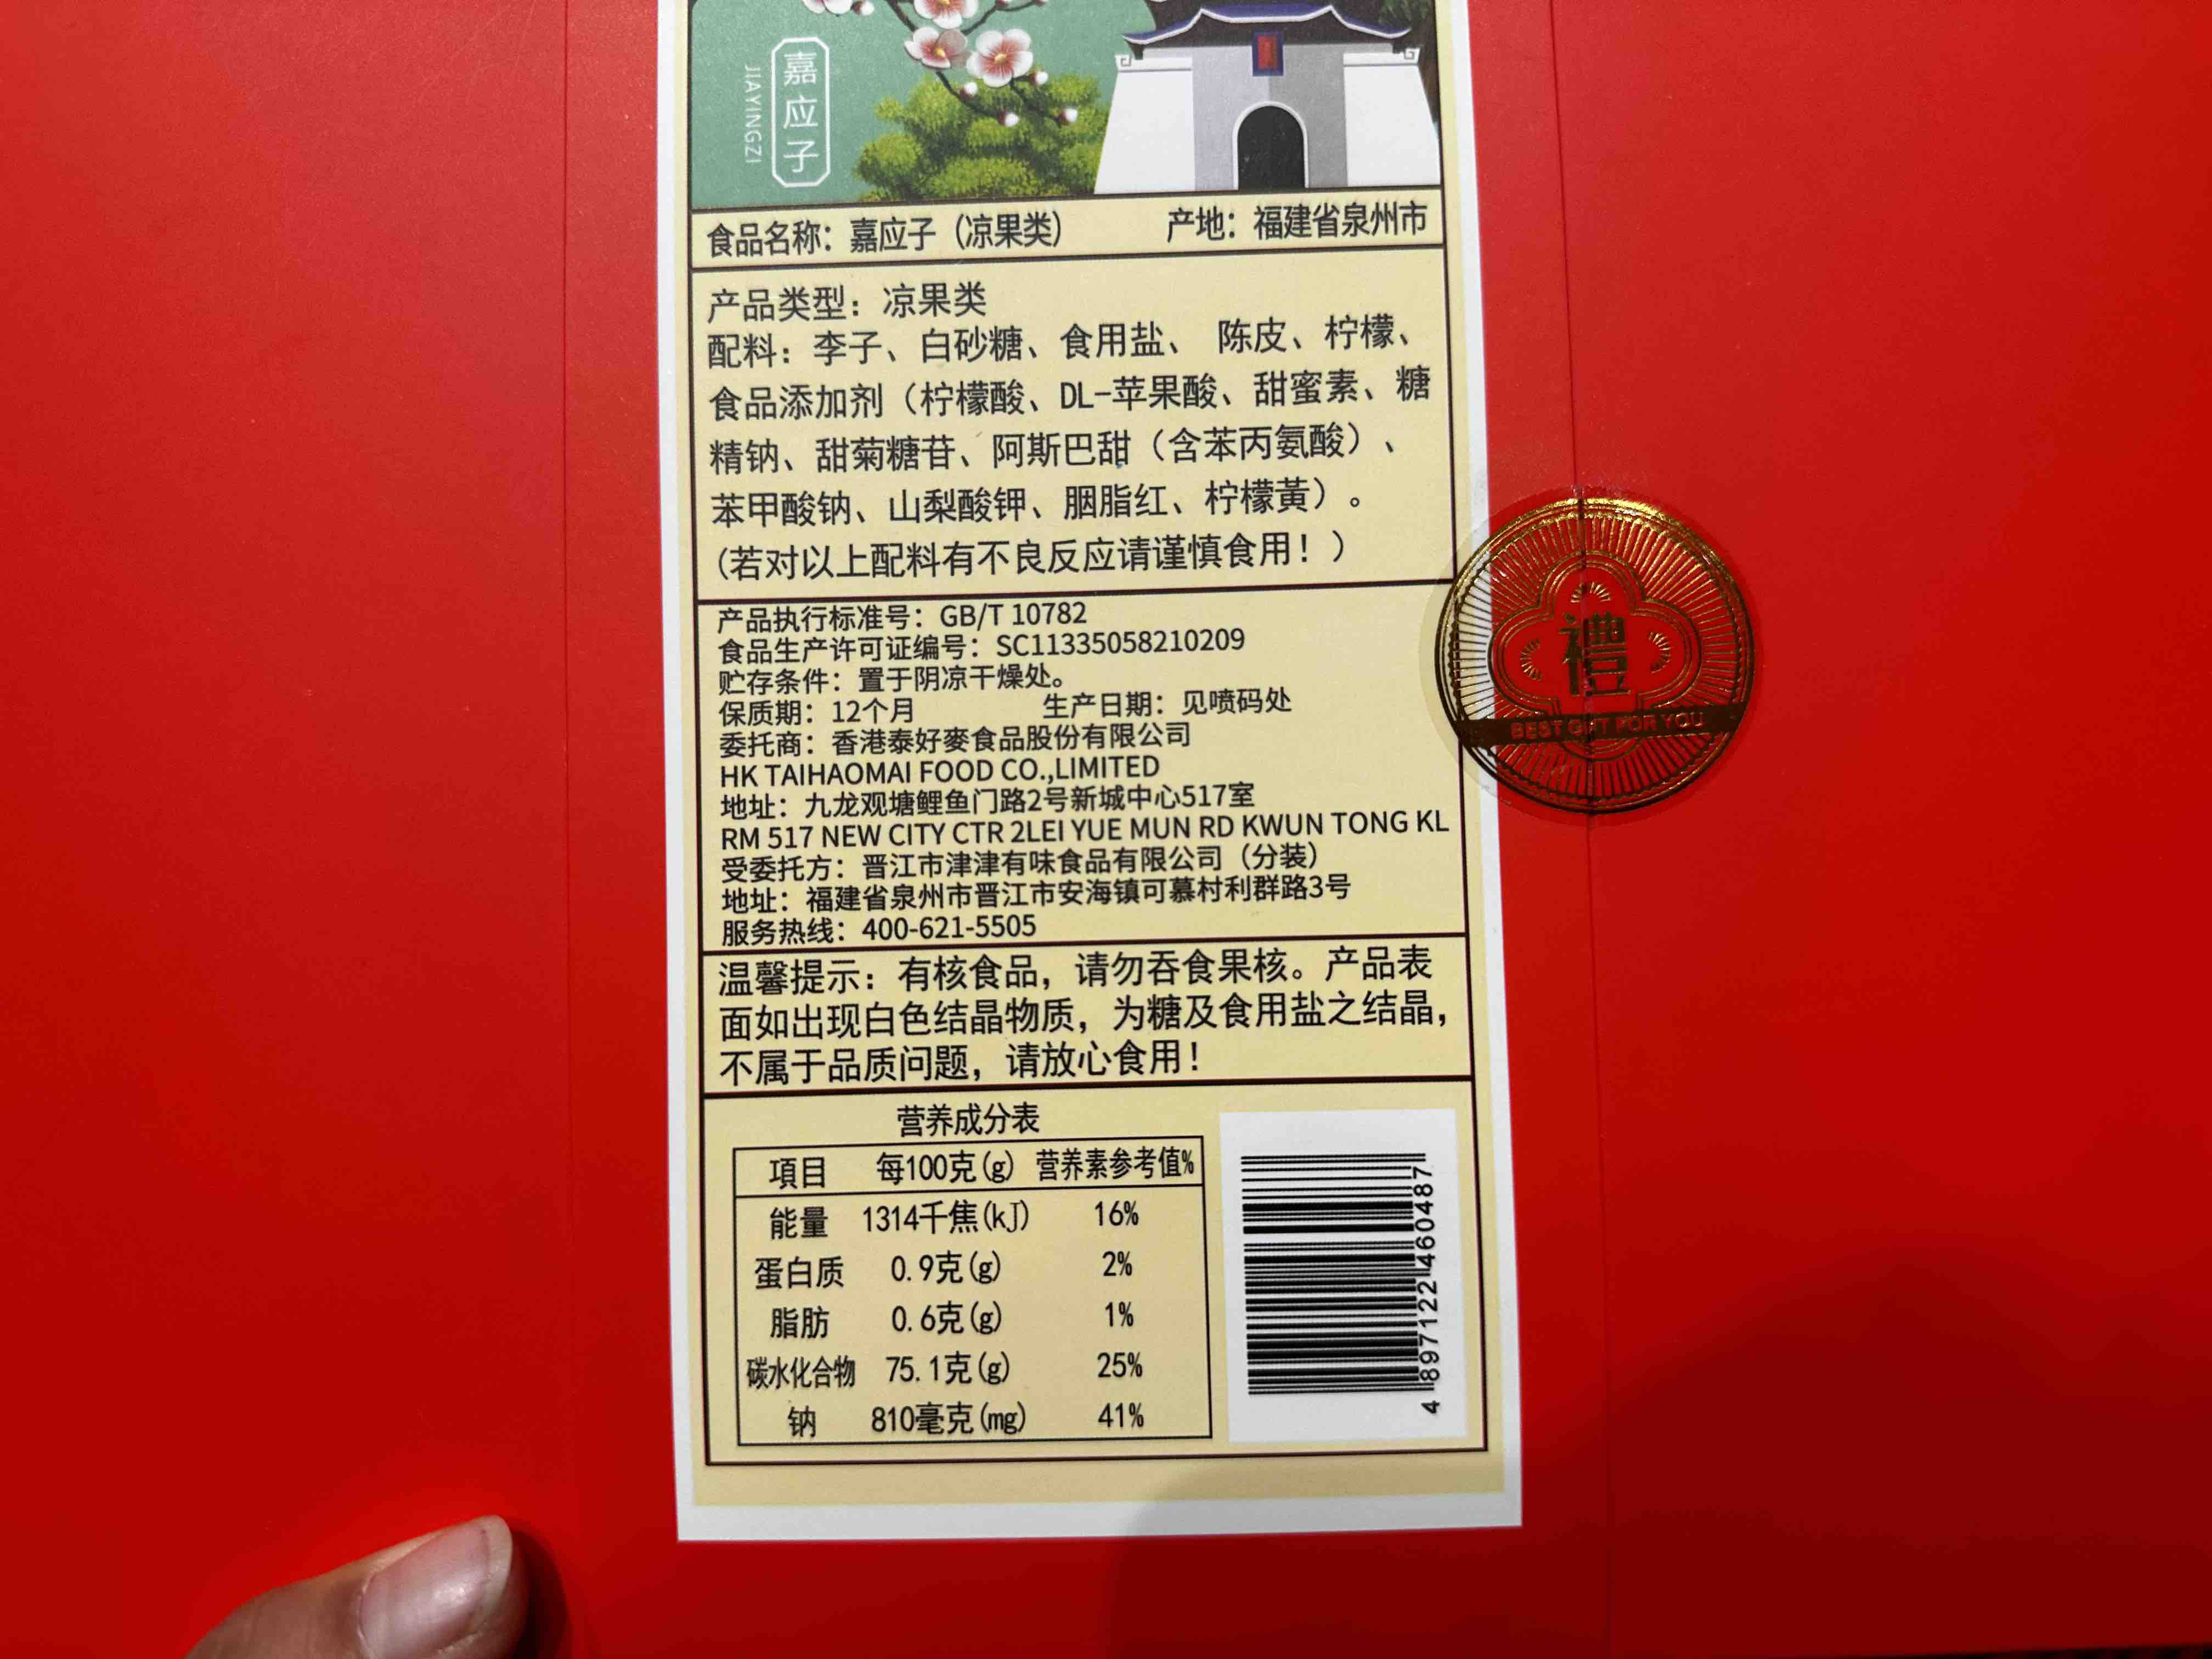 嘉应子
JIAYINGZI
食品名称：嘉应子（凉果类） 产地：福建省泉州市
产品类型：凉果类
配料：李子、白砂糖、食用盐、 陈皮、柠檬、
食品添加剂（柠檬酸、DL-苹果酸、甜蜜素、糖
精钠、甜菊糖苷、阿斯巴甜（含苯丙氨酸）、
苯甲酸钠、山梨酸钾、胭脂红、柠檬黃）。
(若对以上配料有不良反应请谨慎食用！）
产品执行标准号：GB/T 10782
食品生产许可证编号：SC11335058210209
贮存条件：置于阴凉干燥处。
保质期：12个月 生产日期：见喷码处
委托商：香港泰好麥食品股份有限公司
HK TAIHAOMAI FOOD CO.,LIMITED
地址：九龙观塘鲤鱼门路2号新城中心517室
RM 517 NEW CITY CTR 2LEI YUE MUN RD KWUN TONG KL
受委托方：晋江市津津有味食品有限公司（分装）
地址：福建省泉州市晋江市安海镇可慕村利群路3号
服务热线：400-621-5505
温馨提示：有核食品，请勿吞食果核。产品表
面如出现白色结晶物质，为糖及食用盐之结晶，
不属于品质问题，请放心食用！
营养成分表
項目 每100克(g) 营养素参考值%
能量 1314千焦(kJ) 16%
蛋白质 0.9克(g) 2%
脂肪 0.6克(g) 1%
碳水化合物 75.1克(g) 25%
钠 810毫克(mg) 41%
4 897122 460487
禮
BEST GIFT FOR YOU